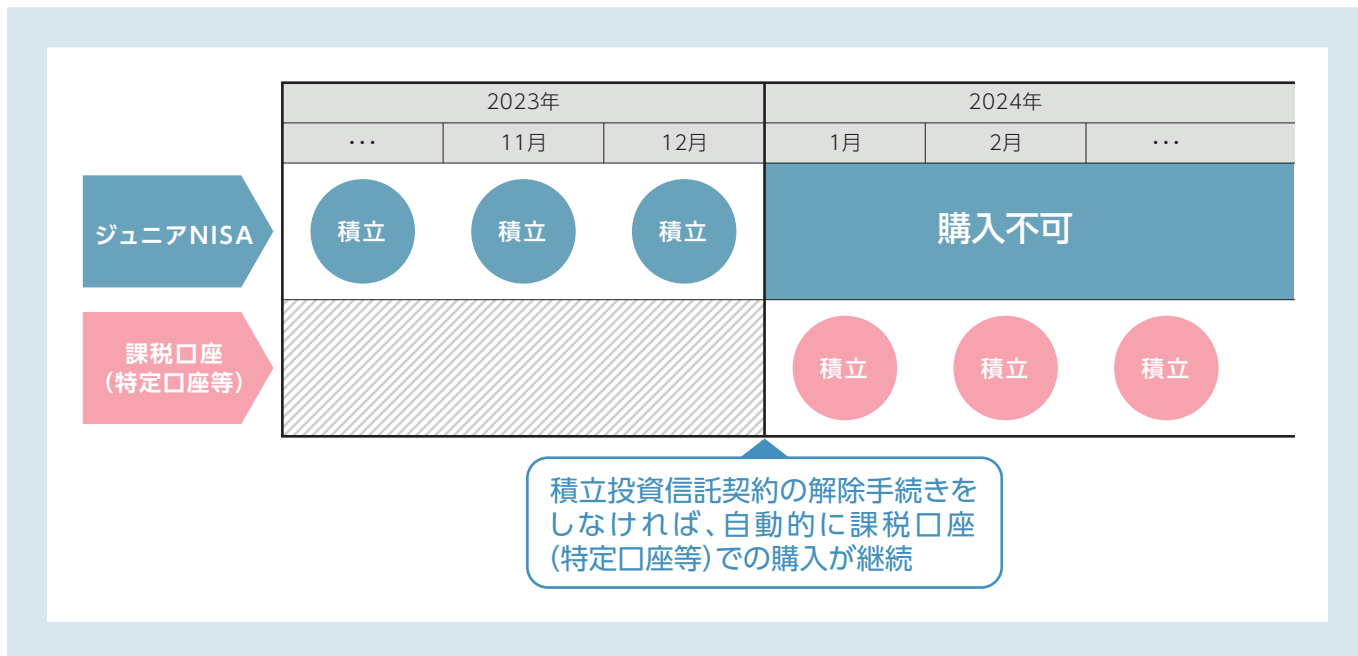 2023年 2024年
・・・ 11月 12月 1月 2月 ・・・
ジュニアNISA 積立 積立 積立 購入不可
課税口座
(特定口座等)
積立 積立 積立
積立投資信託契約の解除手続きを
しなければ、自動的に課税口座
(特定口座等)での購入が継続